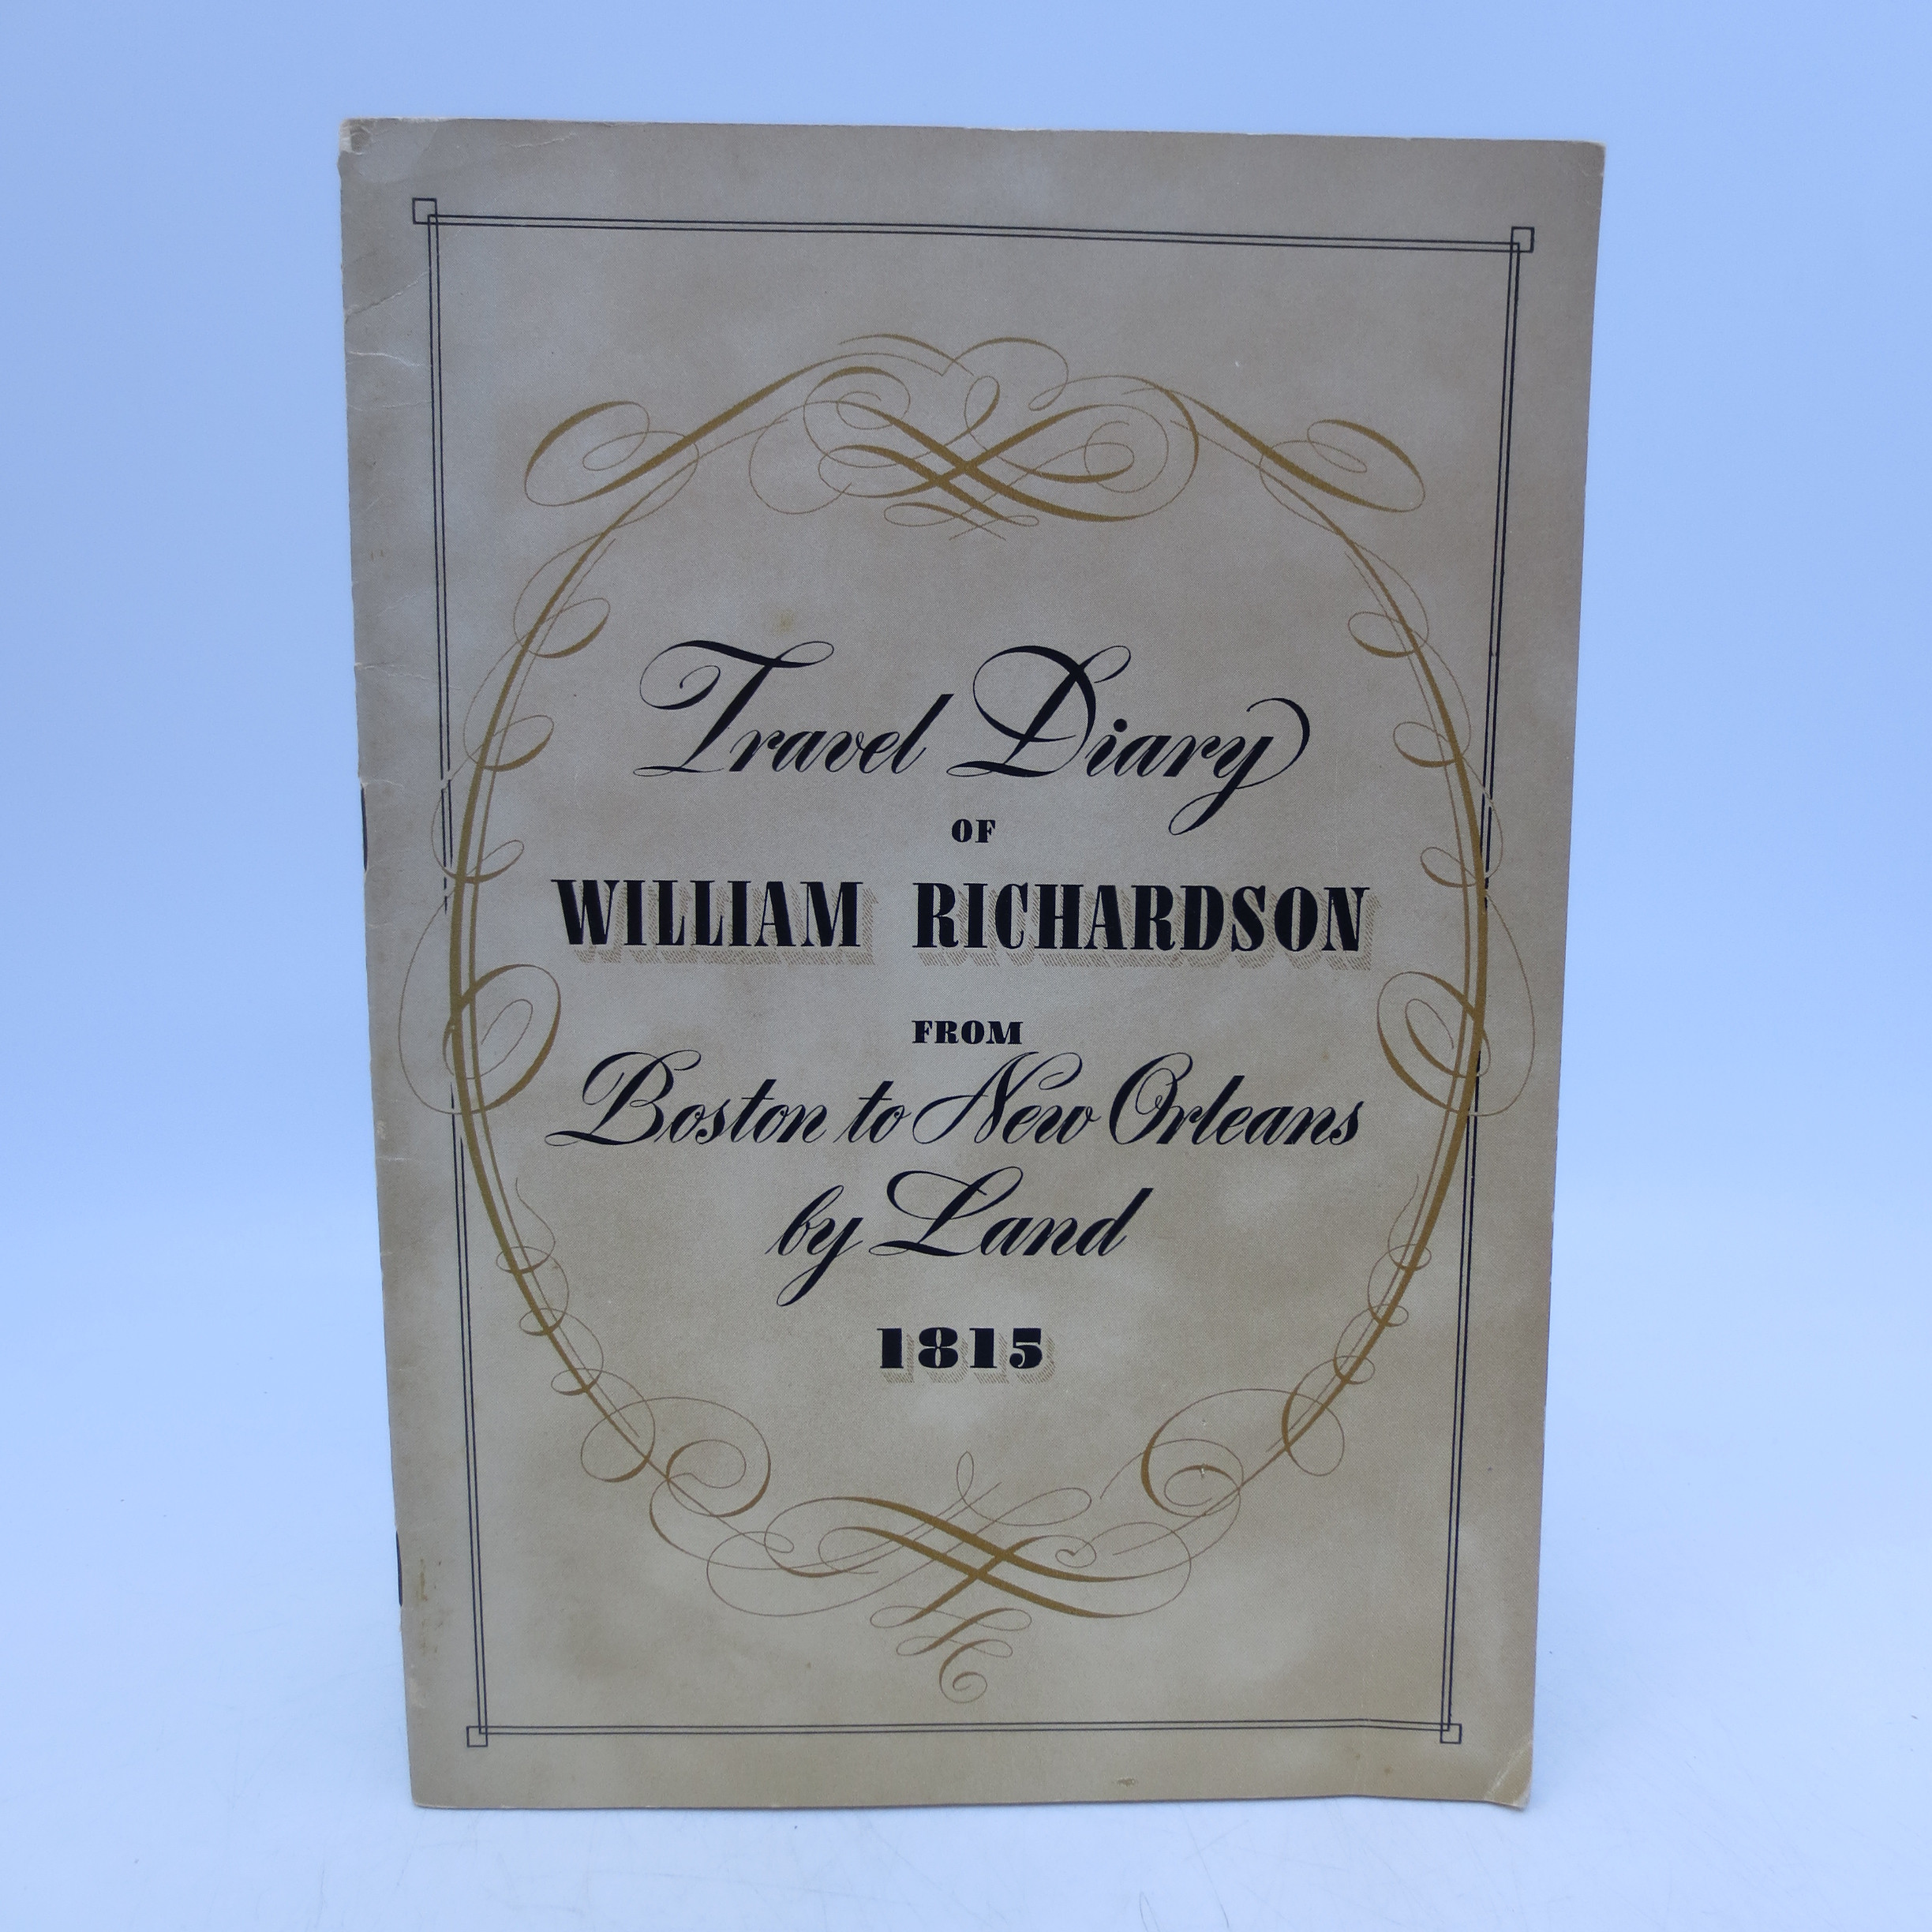 Travel Diary
OF
WILLIAM RICHARDSON
FROM
Boston to New Orleans
by Land
1815